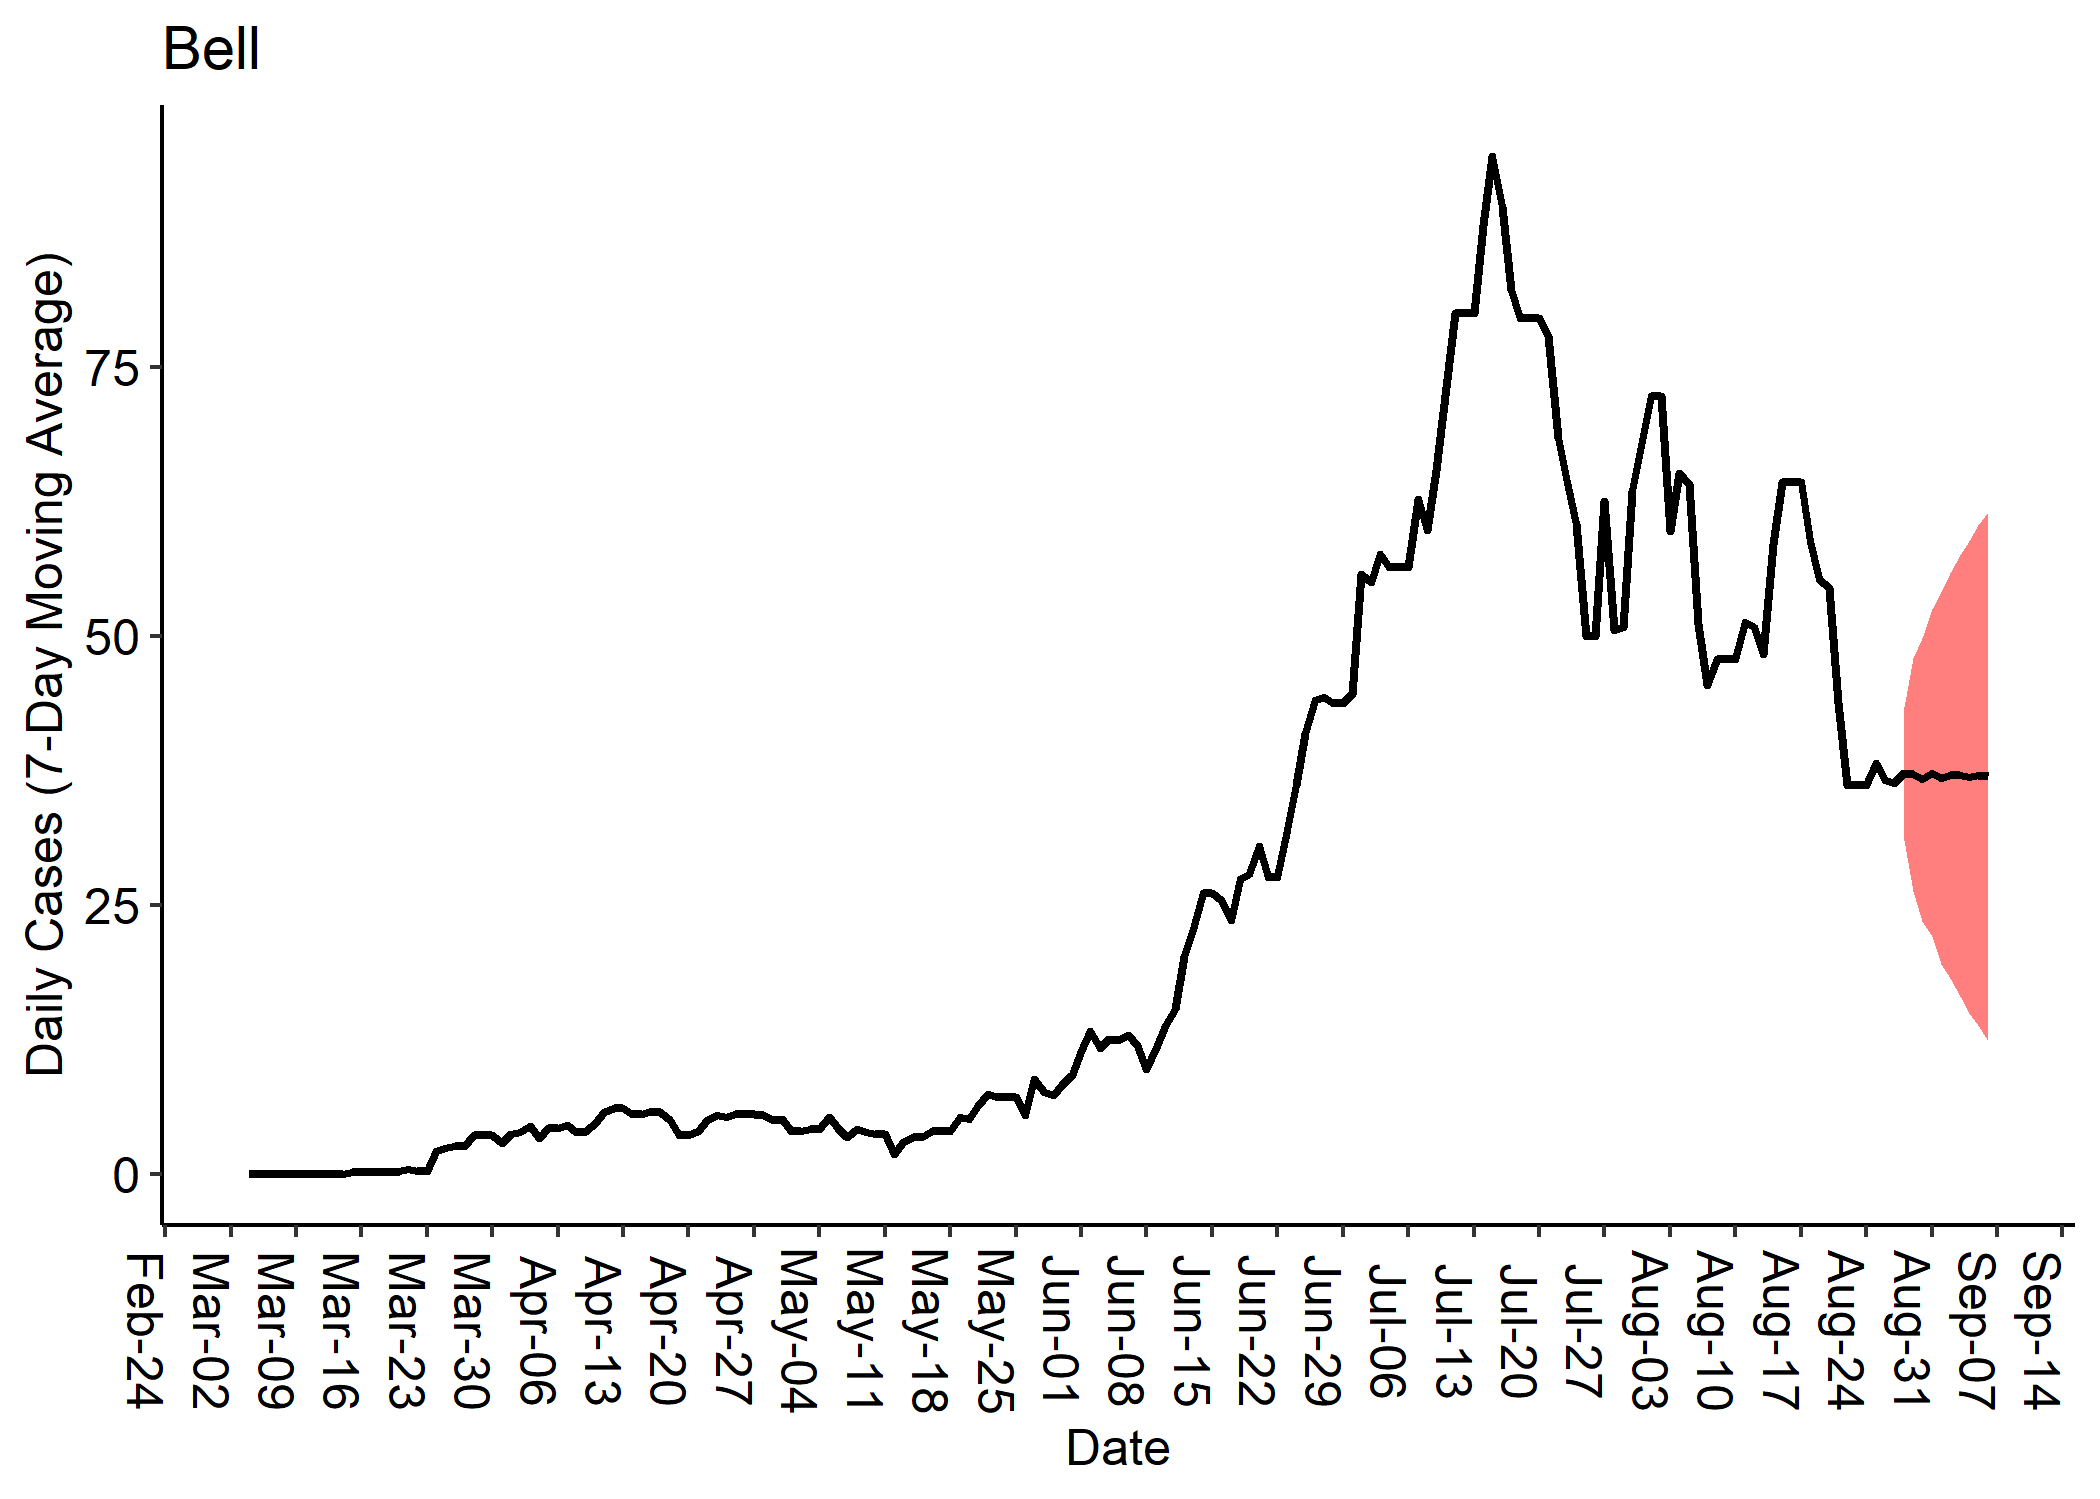 Bell
Daily Cases (7-Day Moving Average)
75
50
25
0
Feb-24
Mar-02
Mar-09
Mar-16
Mar-23
Mar-30
Apr-06
Apr-13
Apr-20
Apr-27
May-04
May-11
May-18
May-25
Jun-01
Jun-08
Jun-15
Jun-22
Jun-29
Jul-06
Jul-13
Jul-20
Jul-27
Aug-03
Aug-10
Aug-17
Aug-24
Aug-31
Sep-07
Sep-14
Date